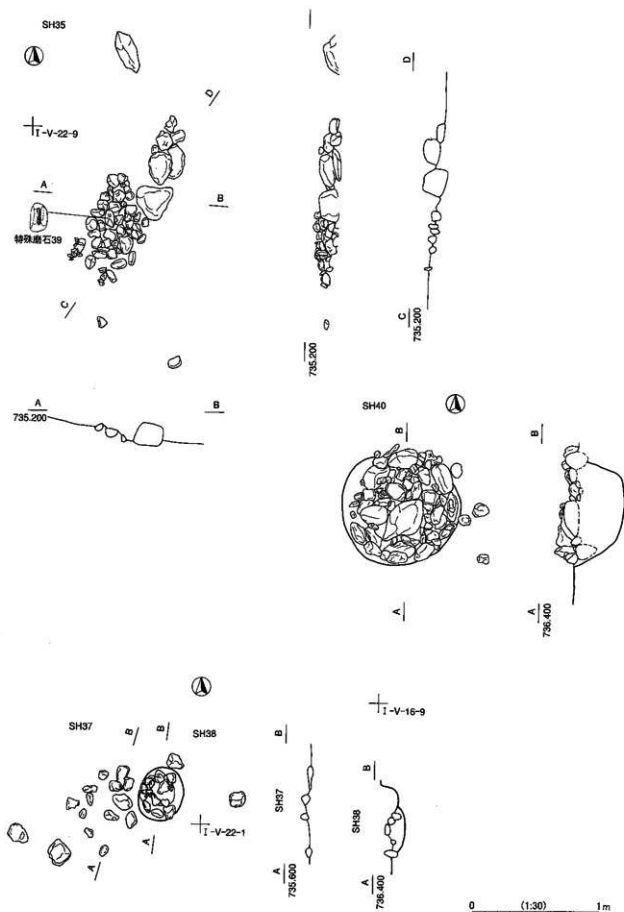 SH35
D
I-V-22-9
A
B
特殊磨石39
C
735.200
D
C
735.200
A
735.200
B
SH40
B
A
B
A
736.400
I-V-16-9
SH37
B
B
SH38
I-V-22-1
A
A
B
SH37
A
735.600
B
SH38
A
736.400
0 (1:30) 1m